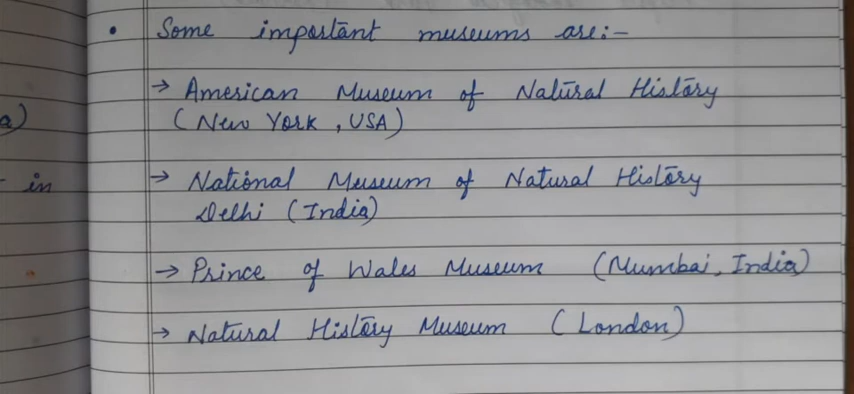 • Some important museums are:-
→ American Museum of Natural History
(New York, USA)
a)
→ National Museum of Natural History
- in
Delhi (India)
→ Prince of Wales Museum (Mumbai, India)
→ Natural History Museum (London)